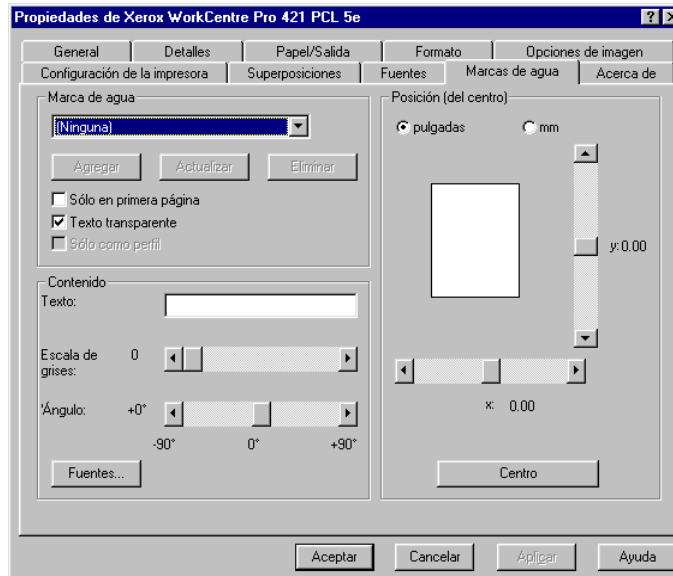 Propiedades de Xerox WorkCentre Pro 421 PCL 5e
General Detalles Papel/Salida Formato Opciones de imagen
Configuración de la impresora Superposiciones Fuentes Marcas de agua Acerca de
Marca de agua
(Ninguna)
Agregar Actualizar Eliminar
Sólo en primera página
Texto transparente
Sólo como perfil
Contenido
Texto:
Escala de grises: 0
'Ángulo: +0°
-90° 0° +90°
Fuentes...
Posición (del centro)
pulgadas mm
y: 0.00
x: 0.00
Centro
Aceptar Cancelar Aplicar Ayuda